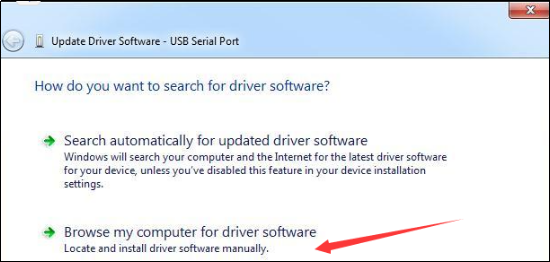 Update Driver Software - USB Serial Port
How do you want to search for driver software?
Search automatically for updated driver software
Windows will search your computer and the Internet for the latest driver software
for your device, unless you've disabled this feature in your device installation
settings.
Browse my computer for driver software
Locate and install driver software manually.